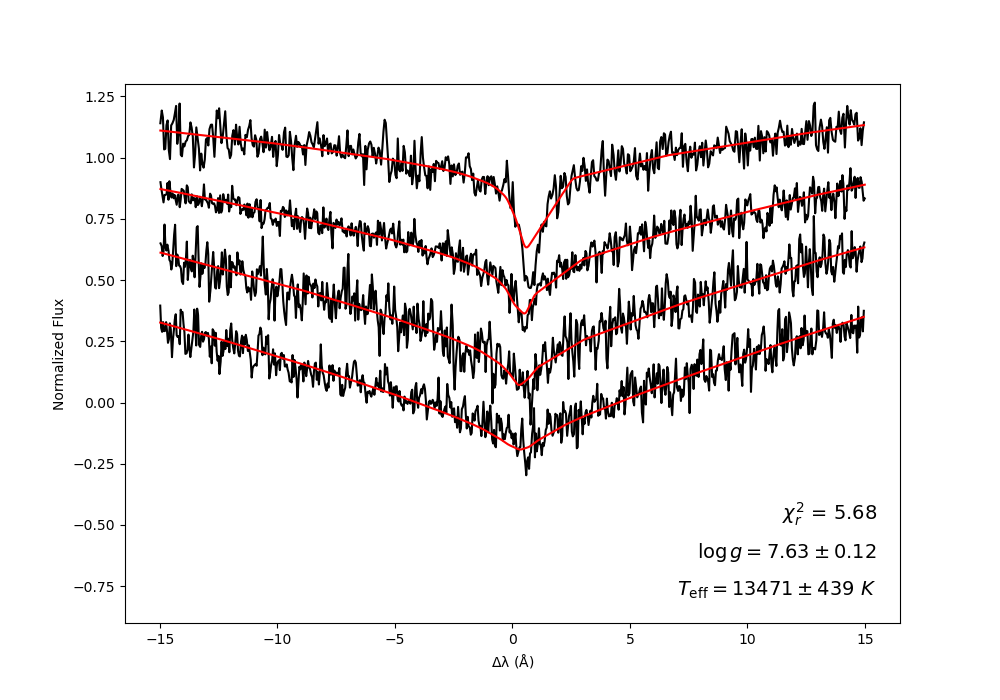 1.25
1.00
0.75
0.50
0.25
0.00
−0.25
−0.50
−0.75
Normalized Flux
χ²ᵣ = 5.68
log g = 7.63 ± 0.12
T_eff = 13471 ± 439 K
−15 −10 −5 0 5 10 15
Δλ (Å)